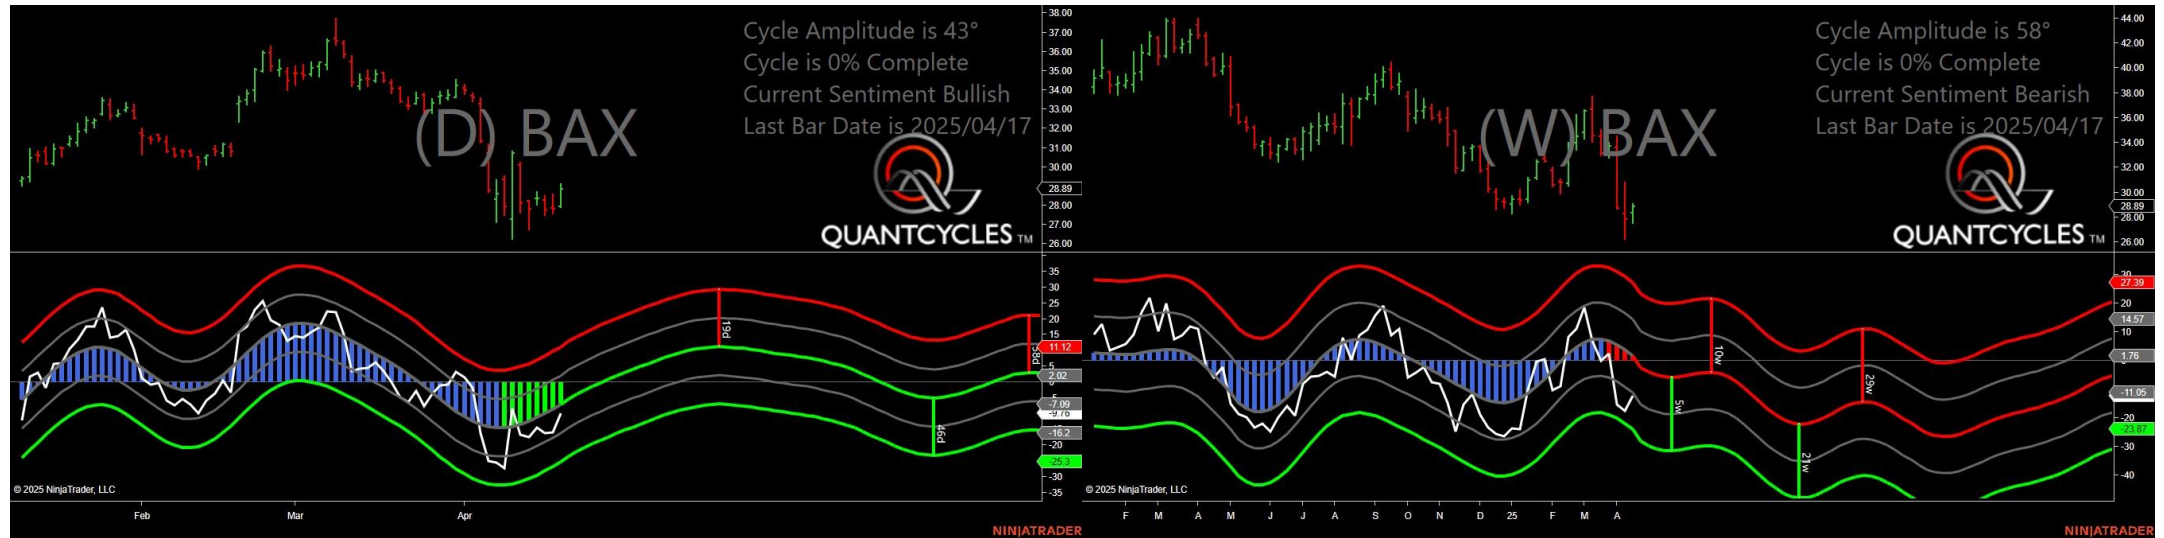 Cycle Amplitude is 43°
Cycle is 0% Complete
Current Sentiment Bullish
Last Bar Date is 2025/04/17
(D) BAX
QUANTCYCLES TM
38.00
37.00
36.00
35.00
34.00
33.00
32.00
31.00
30.00
28.89
28.00
27.00
26.00
35
30
25
20
15
11.12
2.02
-7.09
-9.76
-16.2
-20
-25.3
-30
-35
19d
46d
58d
© 2025 NinjaTrader, LLC
Feb Mar Apr
NINJATRADER
Cycle Amplitude is 58°
Cycle is 0% Complete
Current Sentiment Bearish
Last Bar Date is 2025/04/17
(W) BAX
QUANTCYCLES TM
44.00
42.00
40.00
38.00
36.00
34.00
32.00
30.00
28.89
28.00
26.00
30
27.39
20
14.57
10
1.76
-11.05
-20
-23.87
-30
-40
5w
10w
21w
29w
© 2025 NinjaTrader, LLC
F M A M J J A S O N D 25 F M A
NINJATRADER